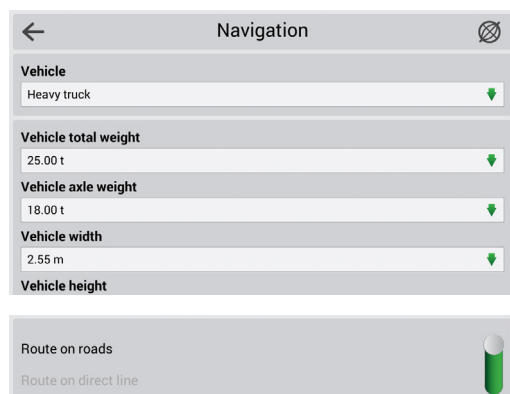 Navigation
Vehicle
Heavy truck
Vehicle total weight
25.00 t
Vehicle axle weight
18.00 t
Vehicle width
2.55 m
Vehicle height
Route on roads
Route on direct line